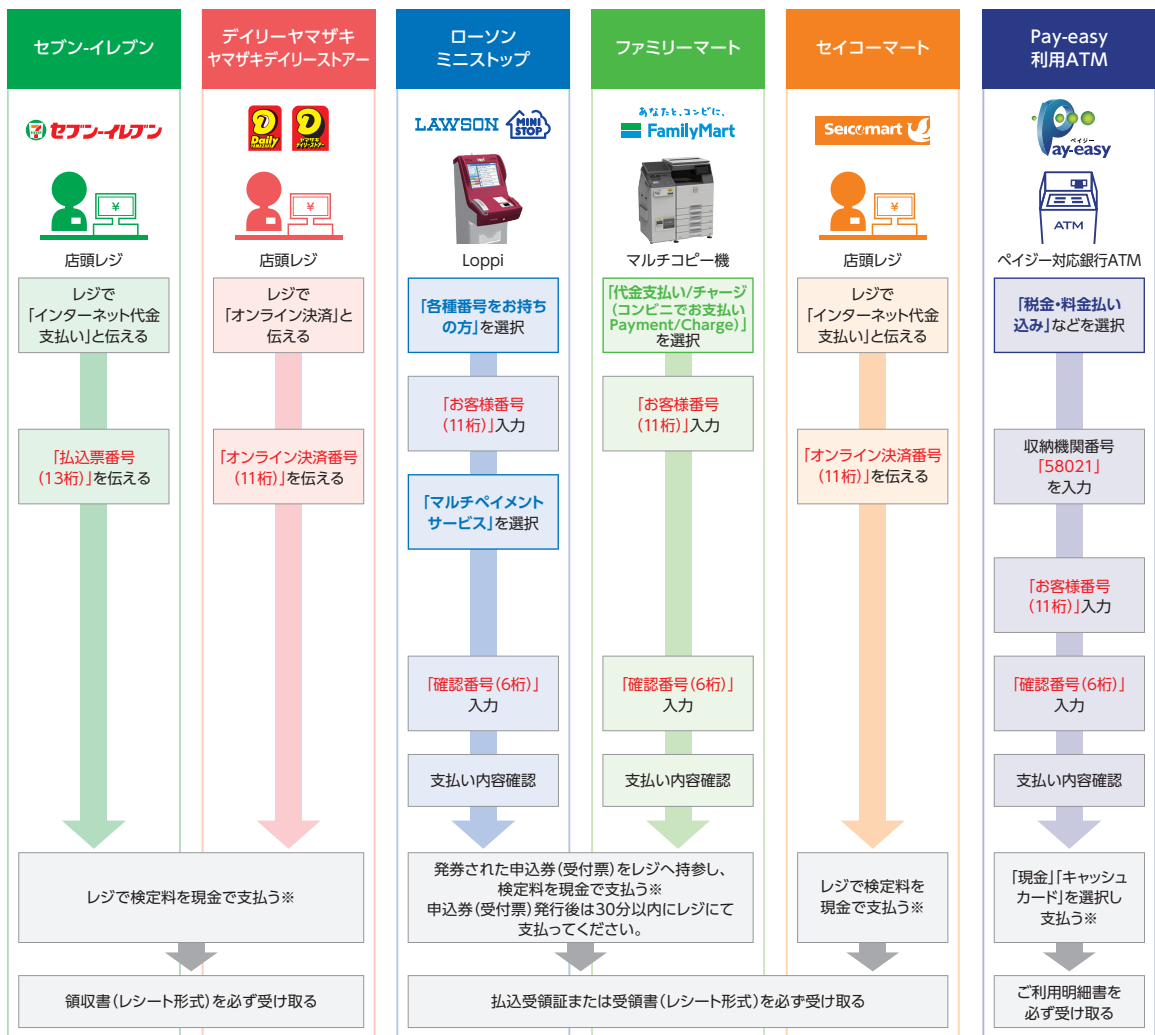 セブン-イレブン
セブン-イレブン
¥
店頭レジ
レジで
「インターネット代金
支払い」と伝える
「払込票番号
(13桁)」を伝える
デイリーヤマザキ
ヤマザキデイリーストアー
Daily
YAMAZAKI
ヤマザキ
デイリーストアー
¥
店頭レジ
レジで
「オンライン決済」と
伝える
「オンライン決済番号
(11桁)」を伝える
レジで検定料を現金で支払う※
領収書(レシート形式)を必ず受け取る
ローソン
ミニストップ
LAWSON
MINI
STOP
Loppi
「各種番号をお持ち
の方」を選択
「お客様番号
(11桁)」入力
「マルチペイメント
サービス」を選択
「確認番号(6桁)」
入力
支払い内容確認
ファミリーマート
あなたと、コンビに、
FamilyMart
マルチコピー機
「代金支払い/チャージ
(コンビニでお支払い
Payment/Charge)」
を選択
「お客様番号
(11桁)」入力
「確認番号(6桁)」
入力
支払い内容確認
発券された申込券(受付票)をレジへ持参し、
検定料を現金で支払う※
申込券(受付票)発行後は30分以内にレジにて
支払ってください。
セイコーマート
Seicomart
¥
店頭レジ
レジで
「インターネット代金
支払い」と伝える
「オンライン決済番号
(11桁)」を伝える
レジで検定料を
現金で支払う※
払込受領証または受領書(レシート形式)を必ず受け取る
Pay-easy
利用ATM
ペイジー
Pay-easy
ATM
ペイジー対応銀行ATM
「税金・料金払い
込み」などを選択
収納機関番号
「58021」
を入力
「お客様番号
(11桁)」入力
「確認番号(6桁)」
入力
支払い内容確認
「現金」「キャッシュ
カード」を選択し
支払う※
ご利用明細書を
必ず受け取る